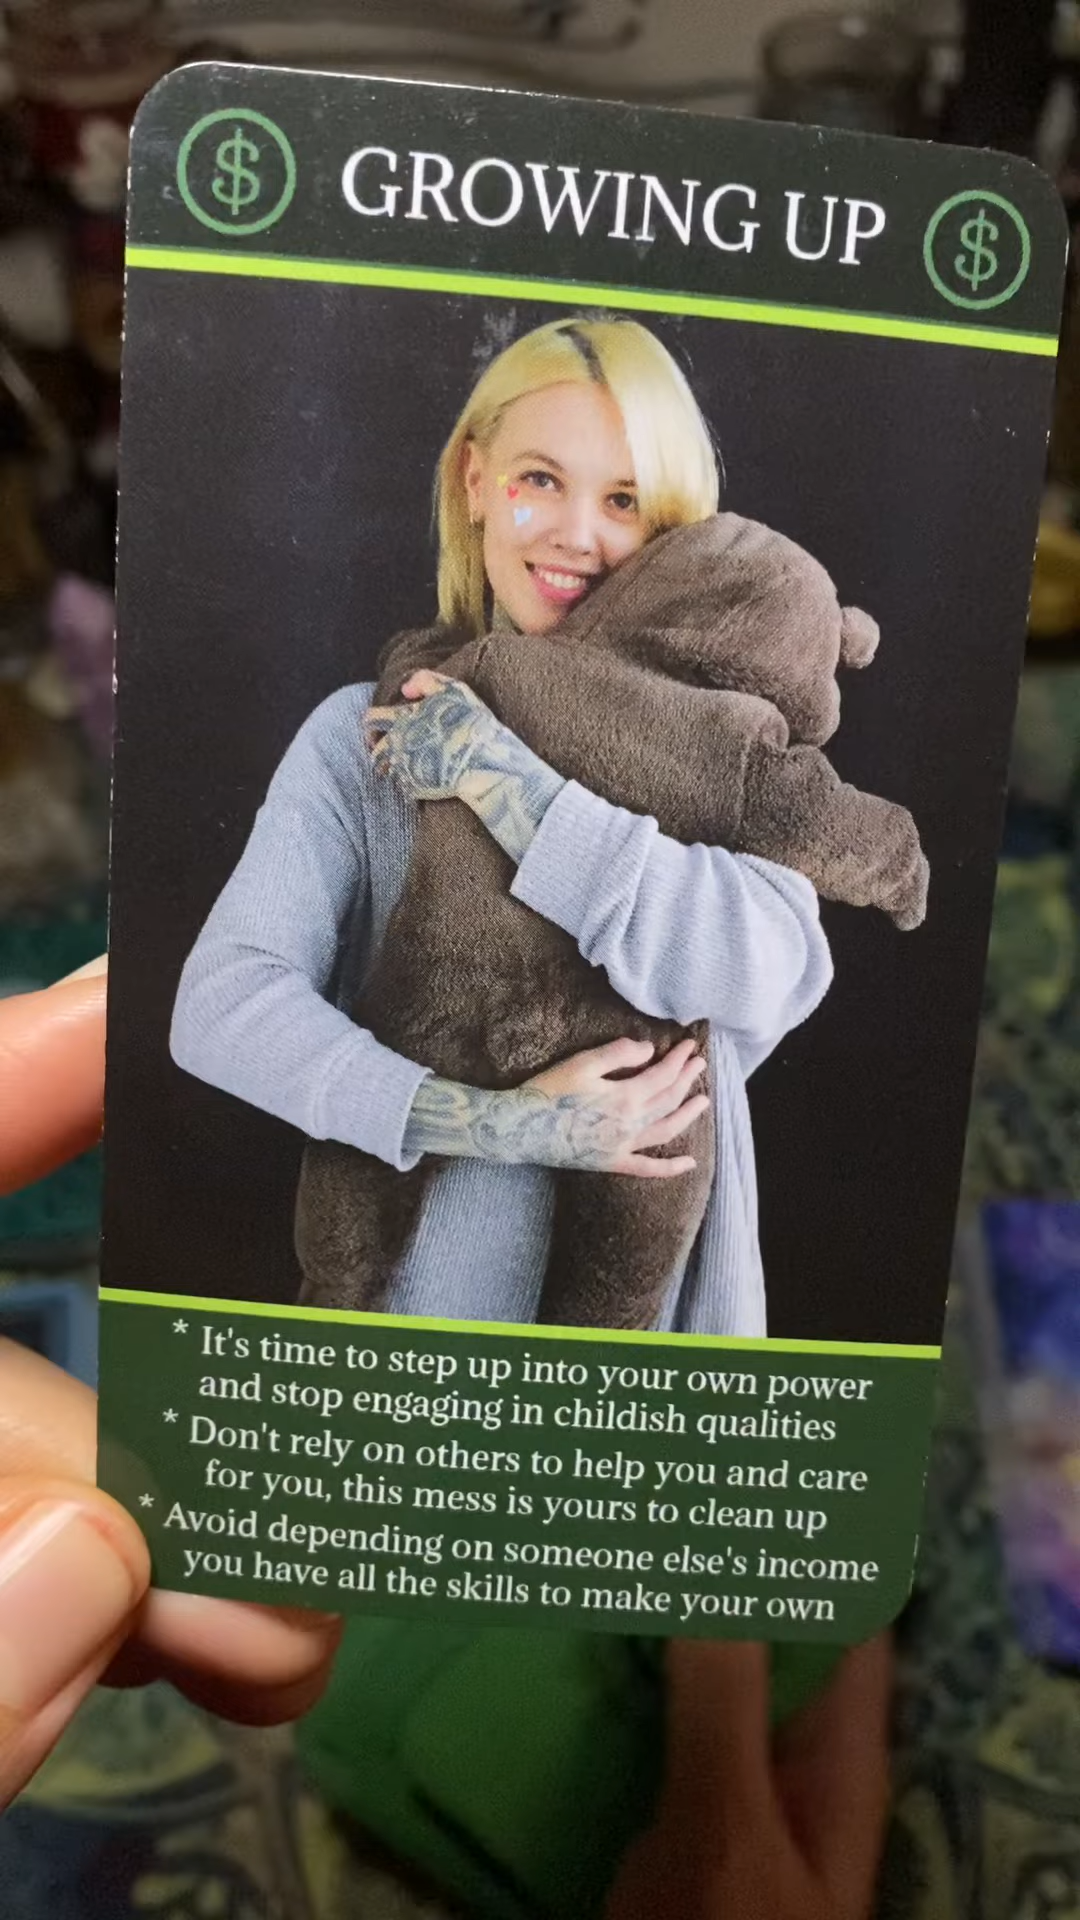 $ GROWING UP $
* It's time to step up into your own power
and stop engaging in childish qualities
* Don't rely on others to help you and care
for you, this mess is yours to clean up
* Avoid depending on someone else's income
you have all the skills to make your own